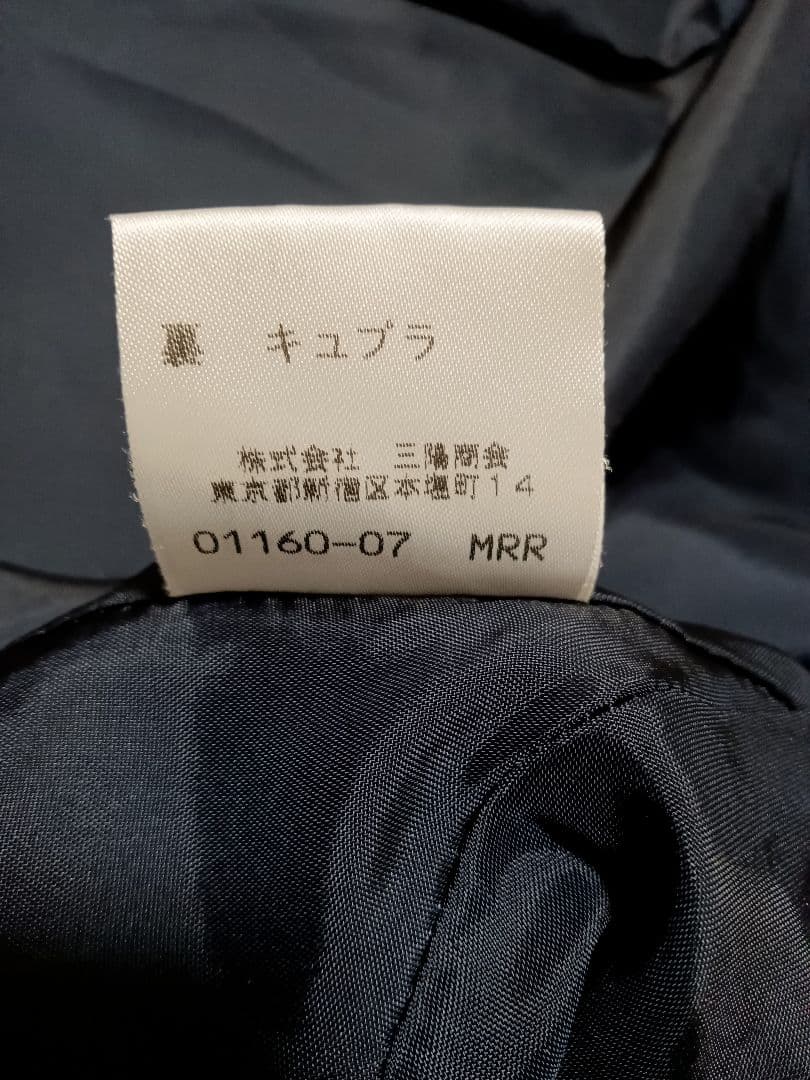 裏 キュプラ
株式会社 三陽商会
東京都新宿区本塩町14
01160-07 MRR